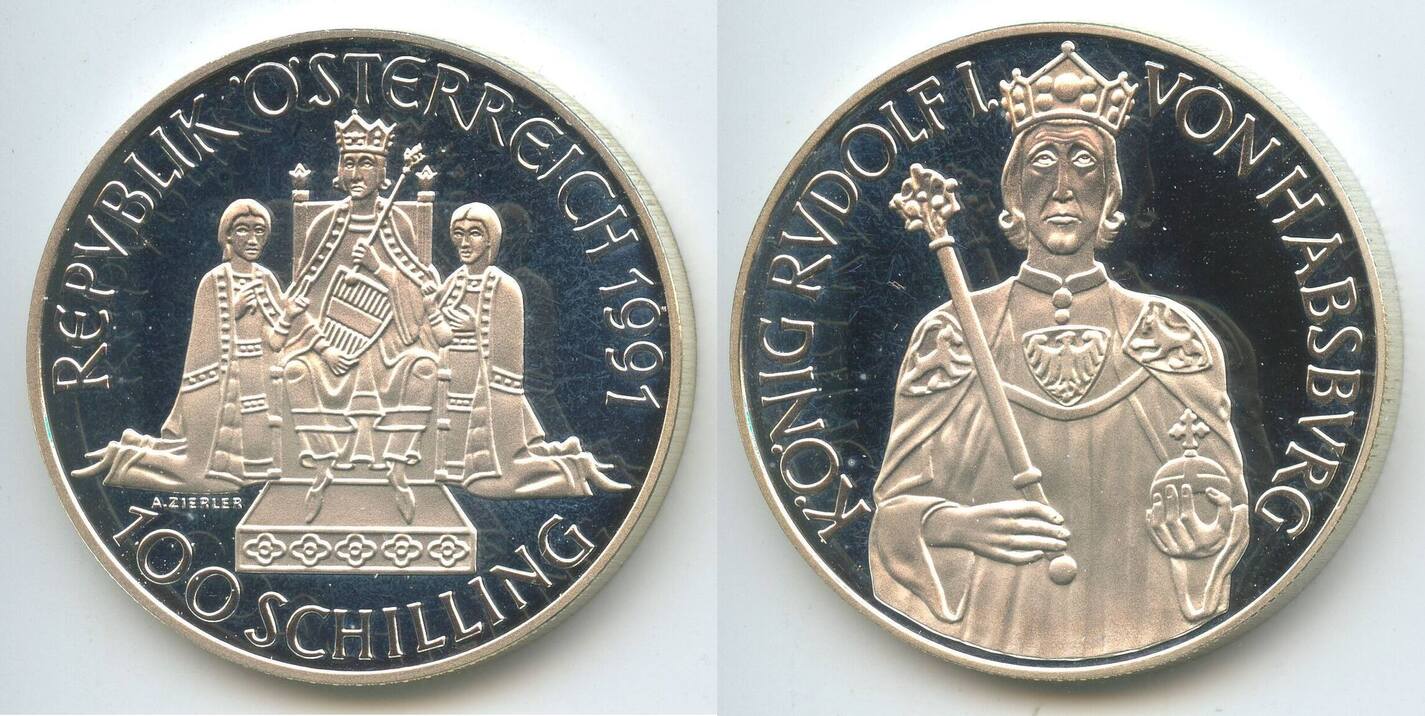 REPVBLIK ÖSTERREICH 1991
A.ZIERLER
100 SCHILLING
KÖNIG RVDOLF I. VON HABSBVRG